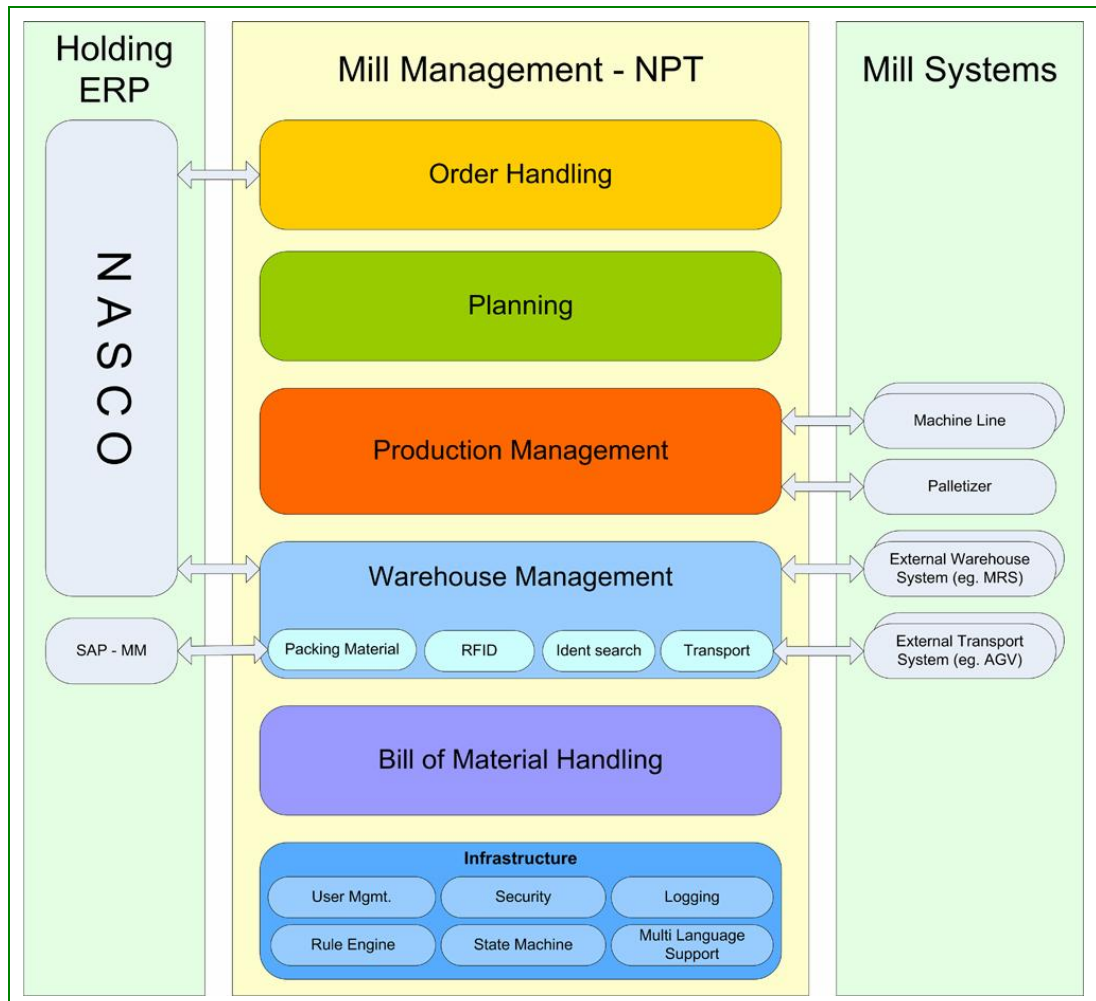 Holding
ERP
NASCO
SAP - MM
Mill Management - NPT
Order Handling
Planning
Production Management
Warehouse Management
Packing Material
RFID
Ident search
Transport
Bill of Material Handling
Infrastructure
User Mgmt.
Security
Logging
Rule Engine
State Machine
Multi Language
Support
Mill Systems
Machine Line
Palletizer
External Warehouse
System (eg. MRS)
External Transport
System (eg. AGV)